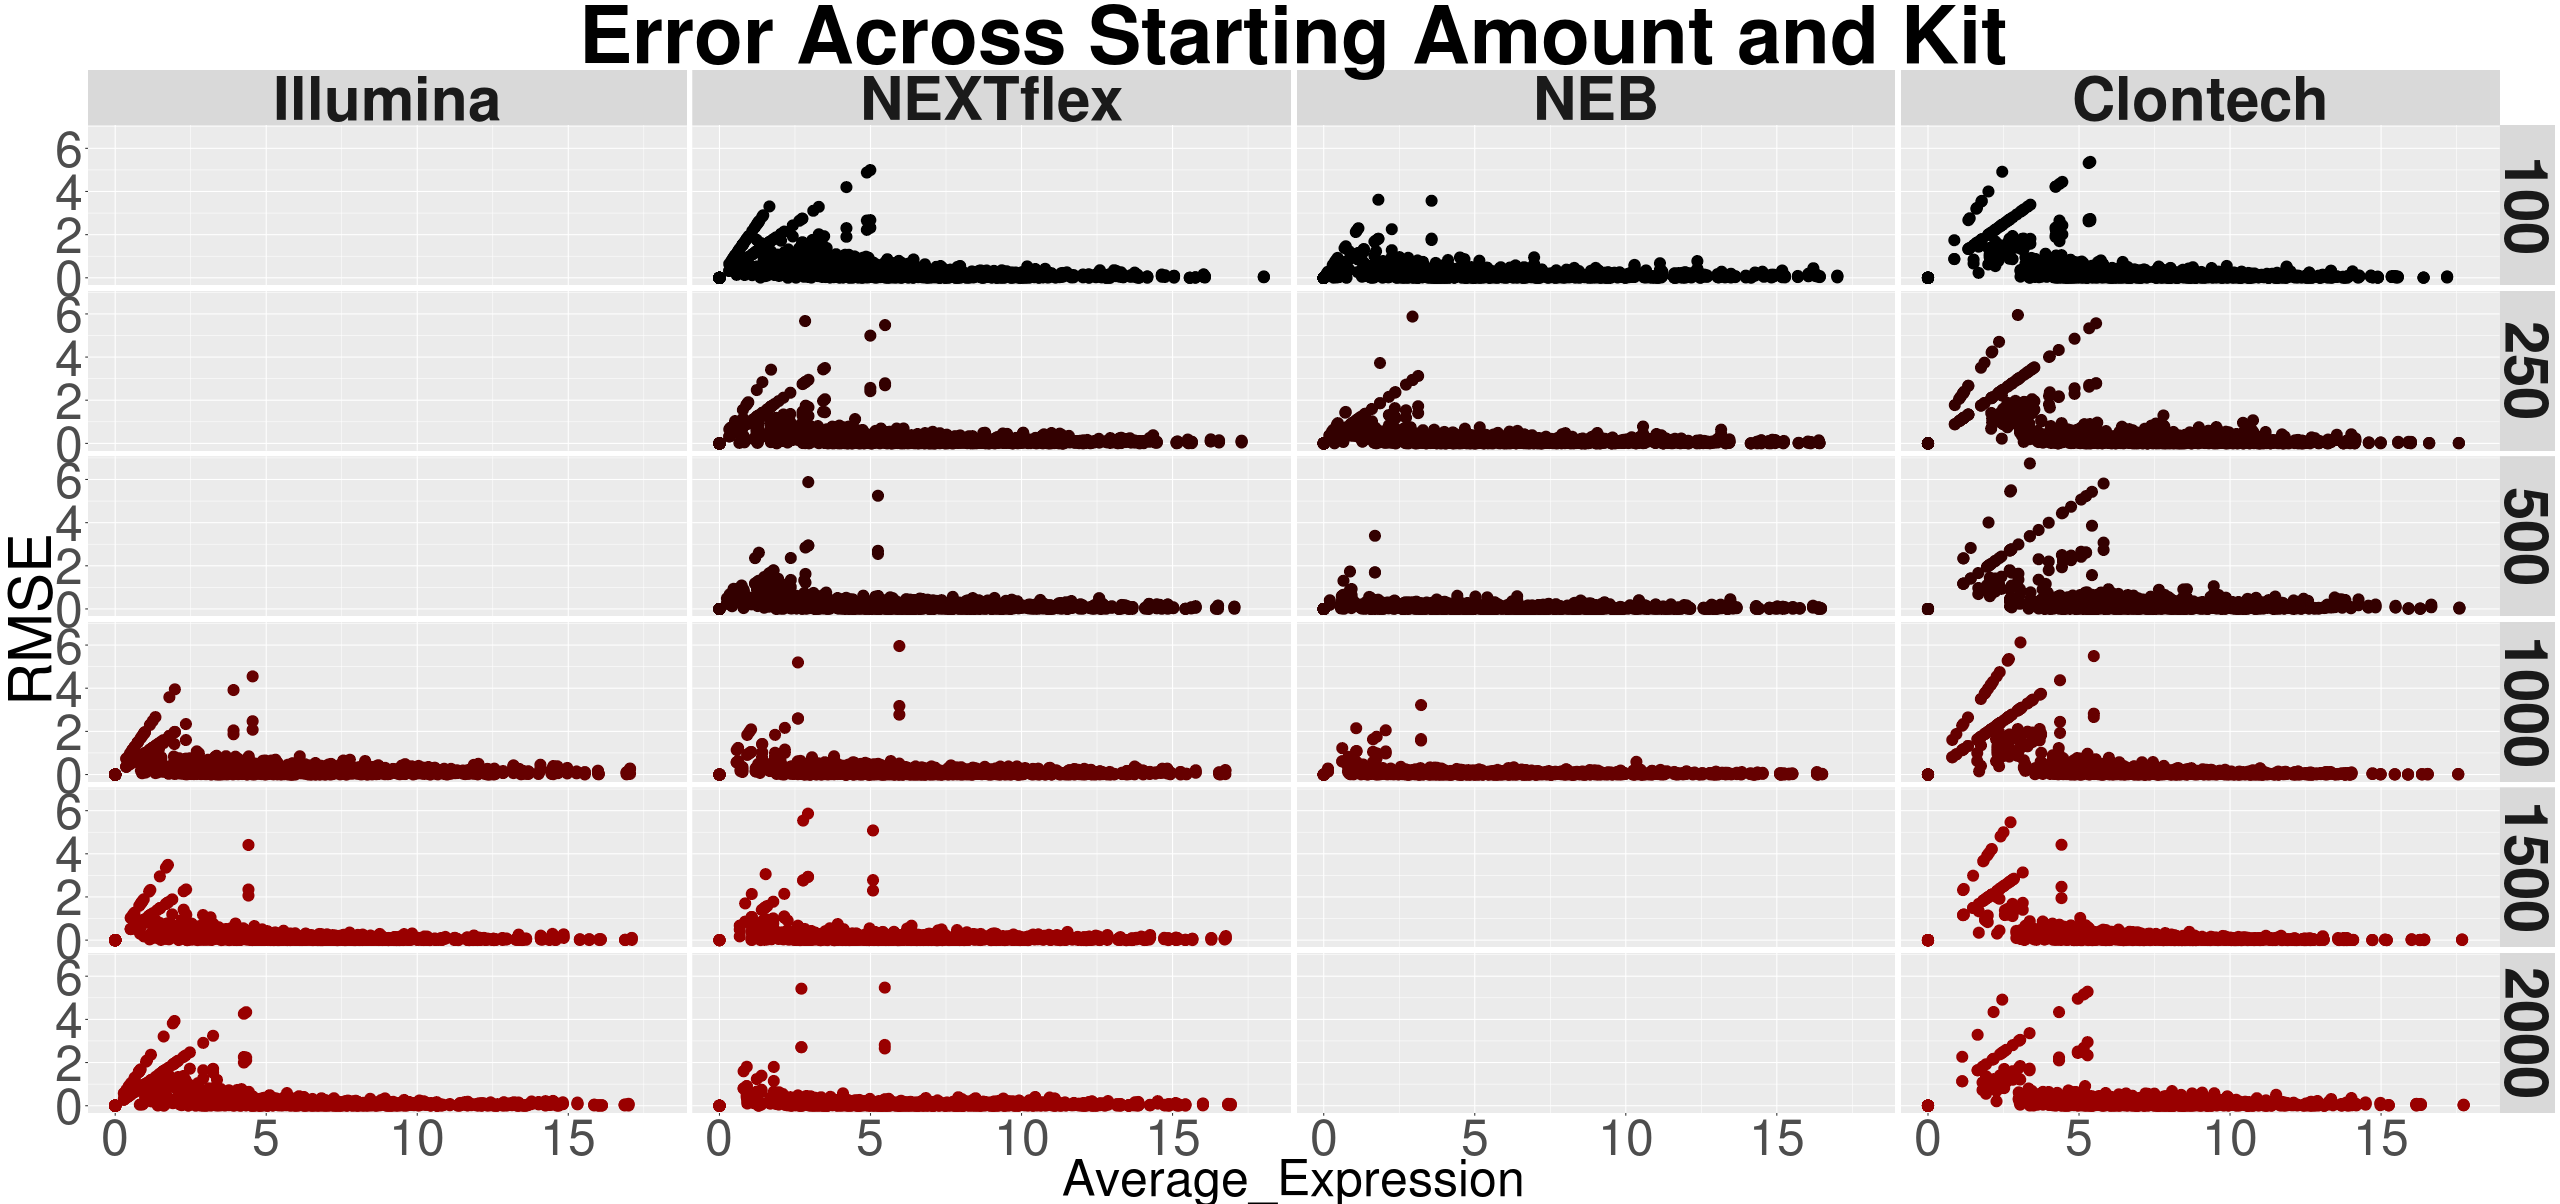 Error Across Starting Amount and Kit
Illumina NEXTflex NEB Clontech
6 4 2 0 100
6 4 2 0 250
6 4 2 0 500
RMSE
6 4 2 0 1000
6 4 2 0 1500
6 4 2 0 2000
0 5 10 15 0 5 10 15 0 5 10 15 0 5 10 15
Average_Expression